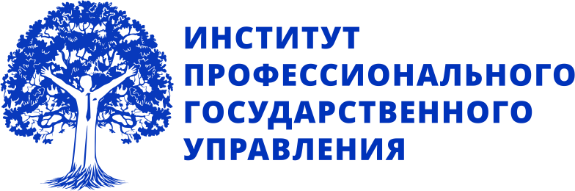 ИНСТИТУТ
ПРОФЕССИОНАЛЬНОГО
ГОСУДАРСТВЕННОГО
УПРАВЛЕНИЯ